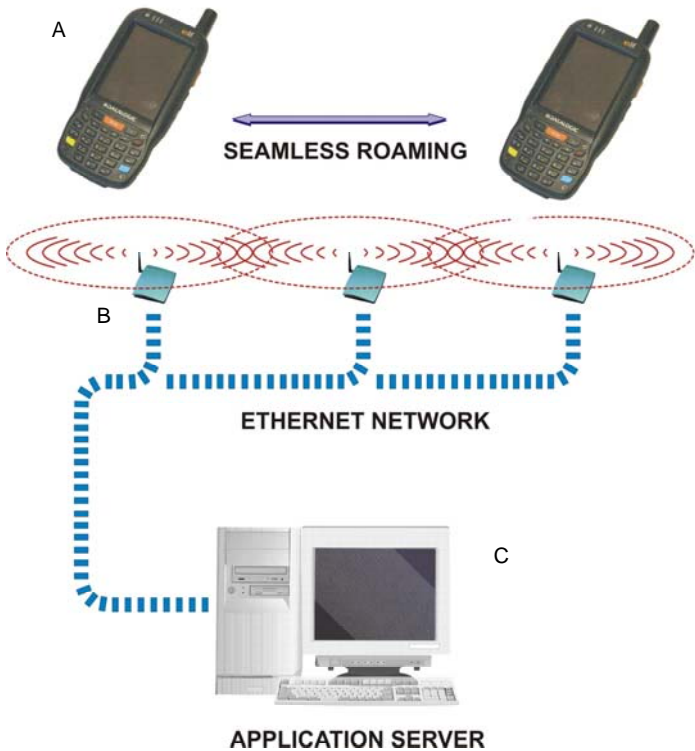 A
SEAMLESS ROAMING
B
ETHERNET NETWORK
C
APPLICATION SERVER